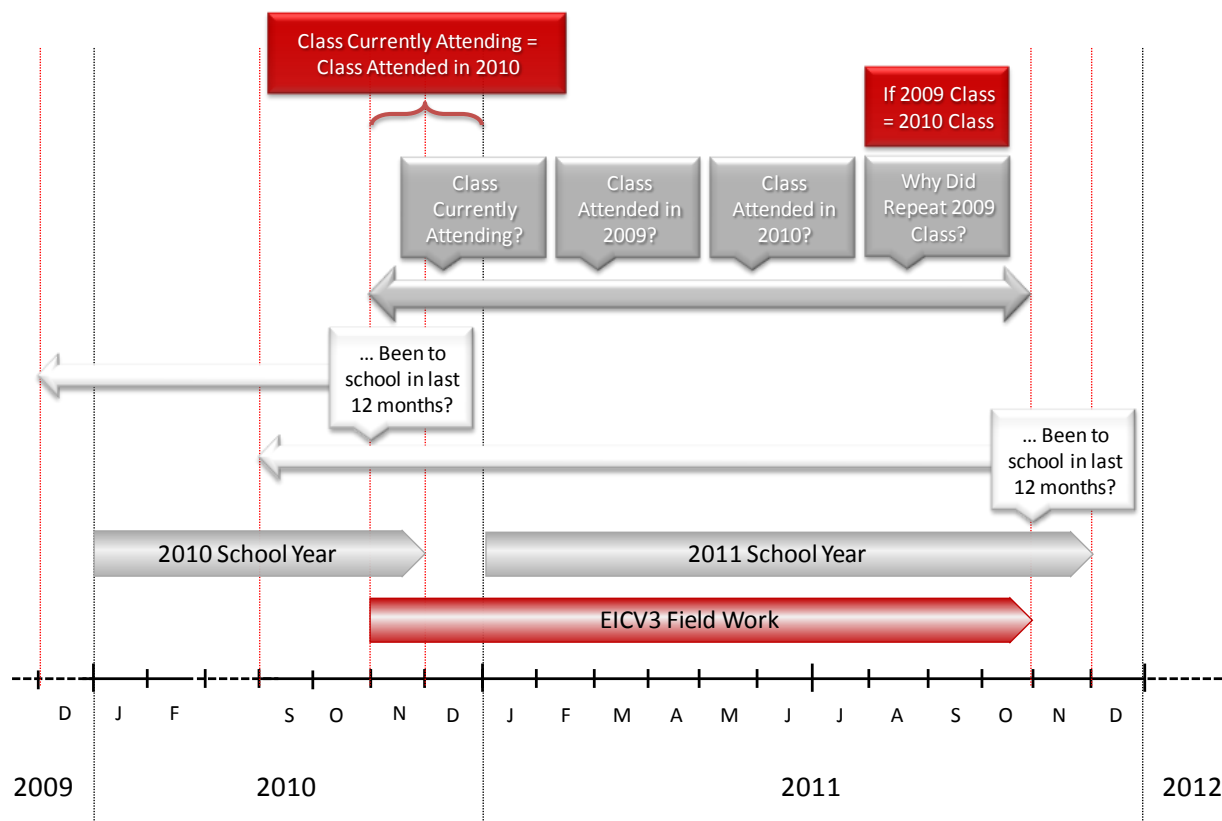 Class Currently Attending =
Class Attended in 2010
If 2009 Class
= 2010 Class
Class
Currently
Attending?
Class
Attended in
2009?
Class
Attended in
2010?
Why Did
Repeat 2009
Class?
... Been to
school in last
12 months?
... Been to
school in last
12 months?
2010 School Year
2011 School Year
EICV3 Field Work
D J F S O N D J F M A M J J A S O N D
2009 2010 2011 2012